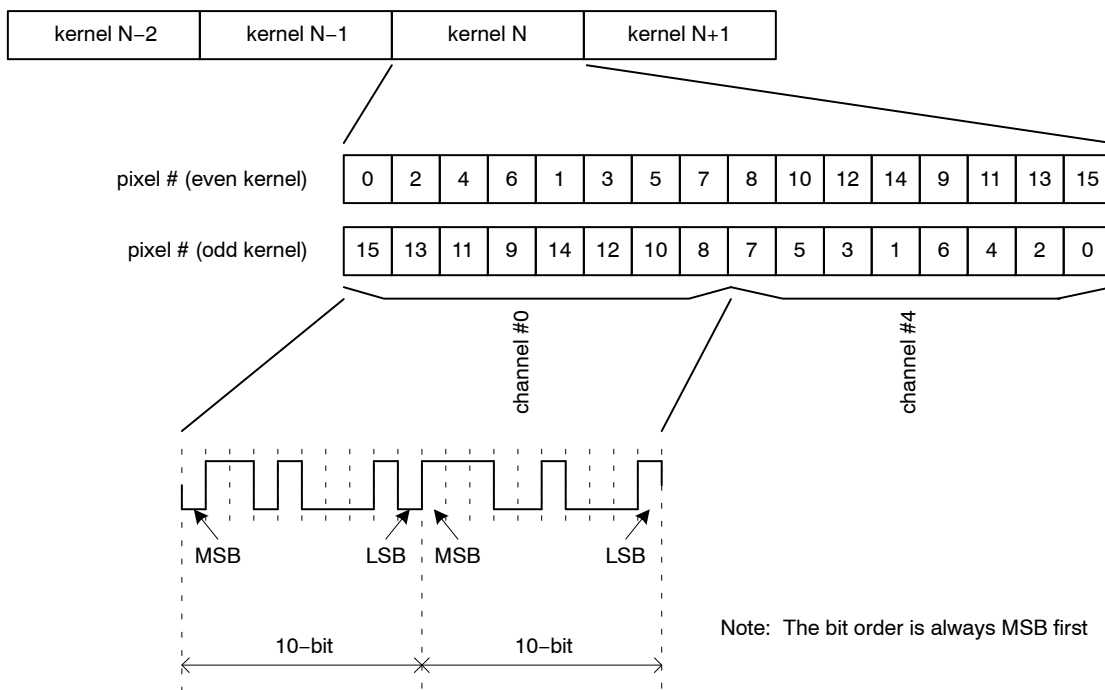 kernel N−2 kernel N−1 kernel N kernel N+1
pixel # (even kernel) 0 2 4 6 1 3 5 7 8 10 12 14 9 11 13 15
pixel # (odd kernel) 15 13 11 9 14 12 10 8 7 5 3 1 6 4 2 0
channel #0 channel #4
MSB LSB MSB LSB
10−bit 10−bit
Note: The bit order is always MSB first